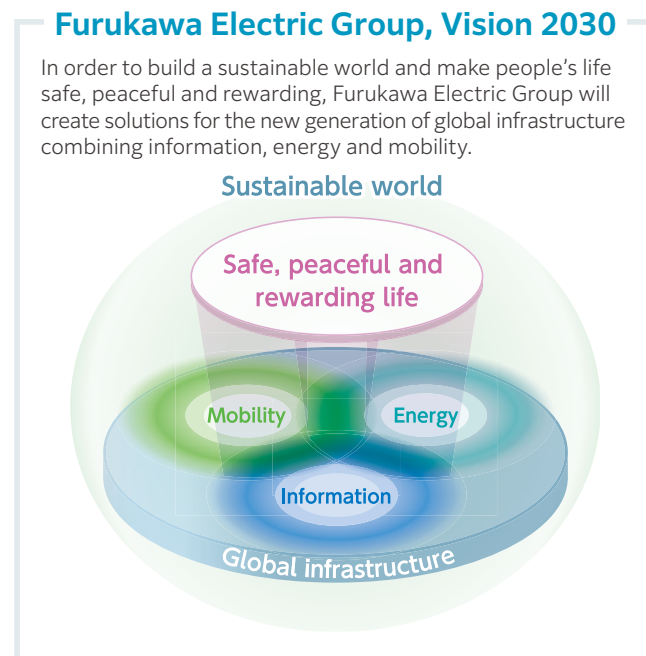 Furukawa Electric Group, Vision 2030
In order to build a sustainable world and make people’s life
safe, peaceful and rewarding, Furukawa Electric Group will
create solutions for the new generation of global infrastructure
combining information, energy and mobility.
Sustainable world
Safe, peaceful and
rewarding life
Mobility
Energy
Information
Global infrastructure